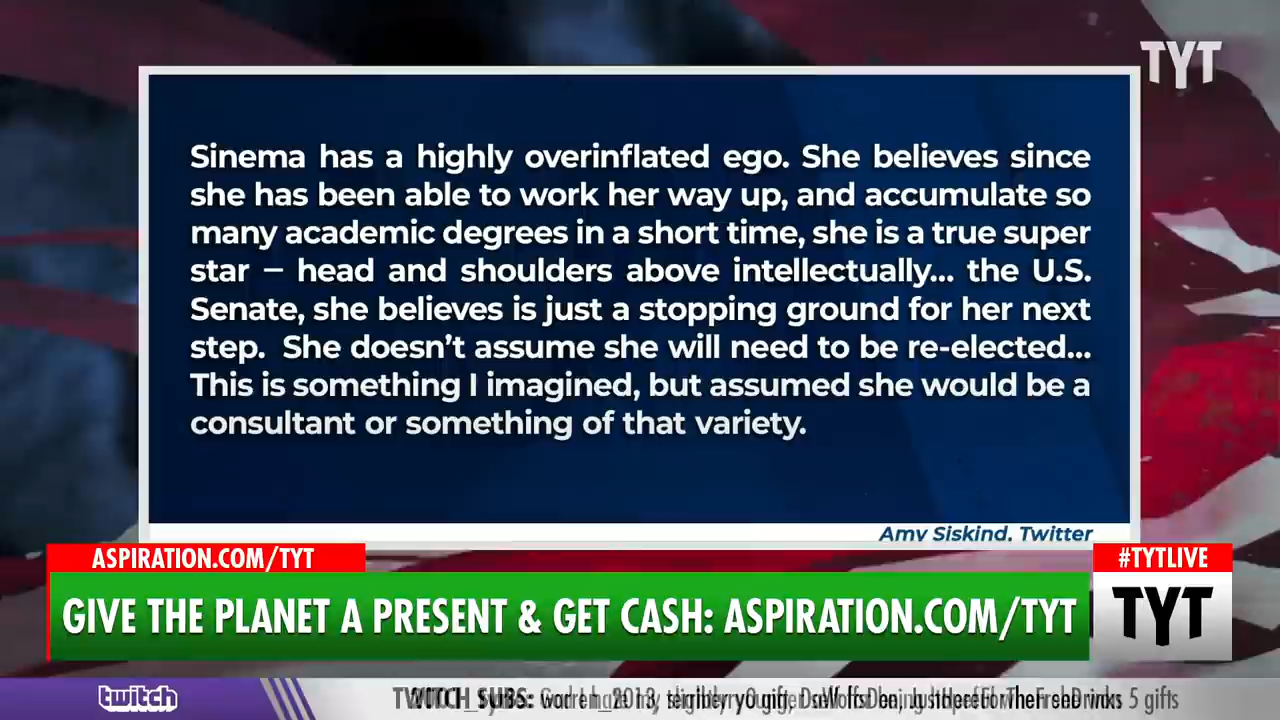 TYT
Sinema has a highly overinflated ego. She believes since
she has been able to work her way up, and accumulate so
many academic degrees in a short time, she is a true super
star – head and shoulders above intellectually... the U.S.
Senate, she believes is just a stopping ground for her next
step.  She doesn't assume she will need to be re-elected...
This is something I imagined, but assumed she would be a
consultant or something of that variety.
Amy Siskind, Twitter
ASPIRATION.COM/TYT
#TYTLIVE
GIVE THE PLANET A PRESENT & GET CASH: ASPIRATION.COM/TYT
TYT
twitch
TWITCH SUBS: 5 gifts